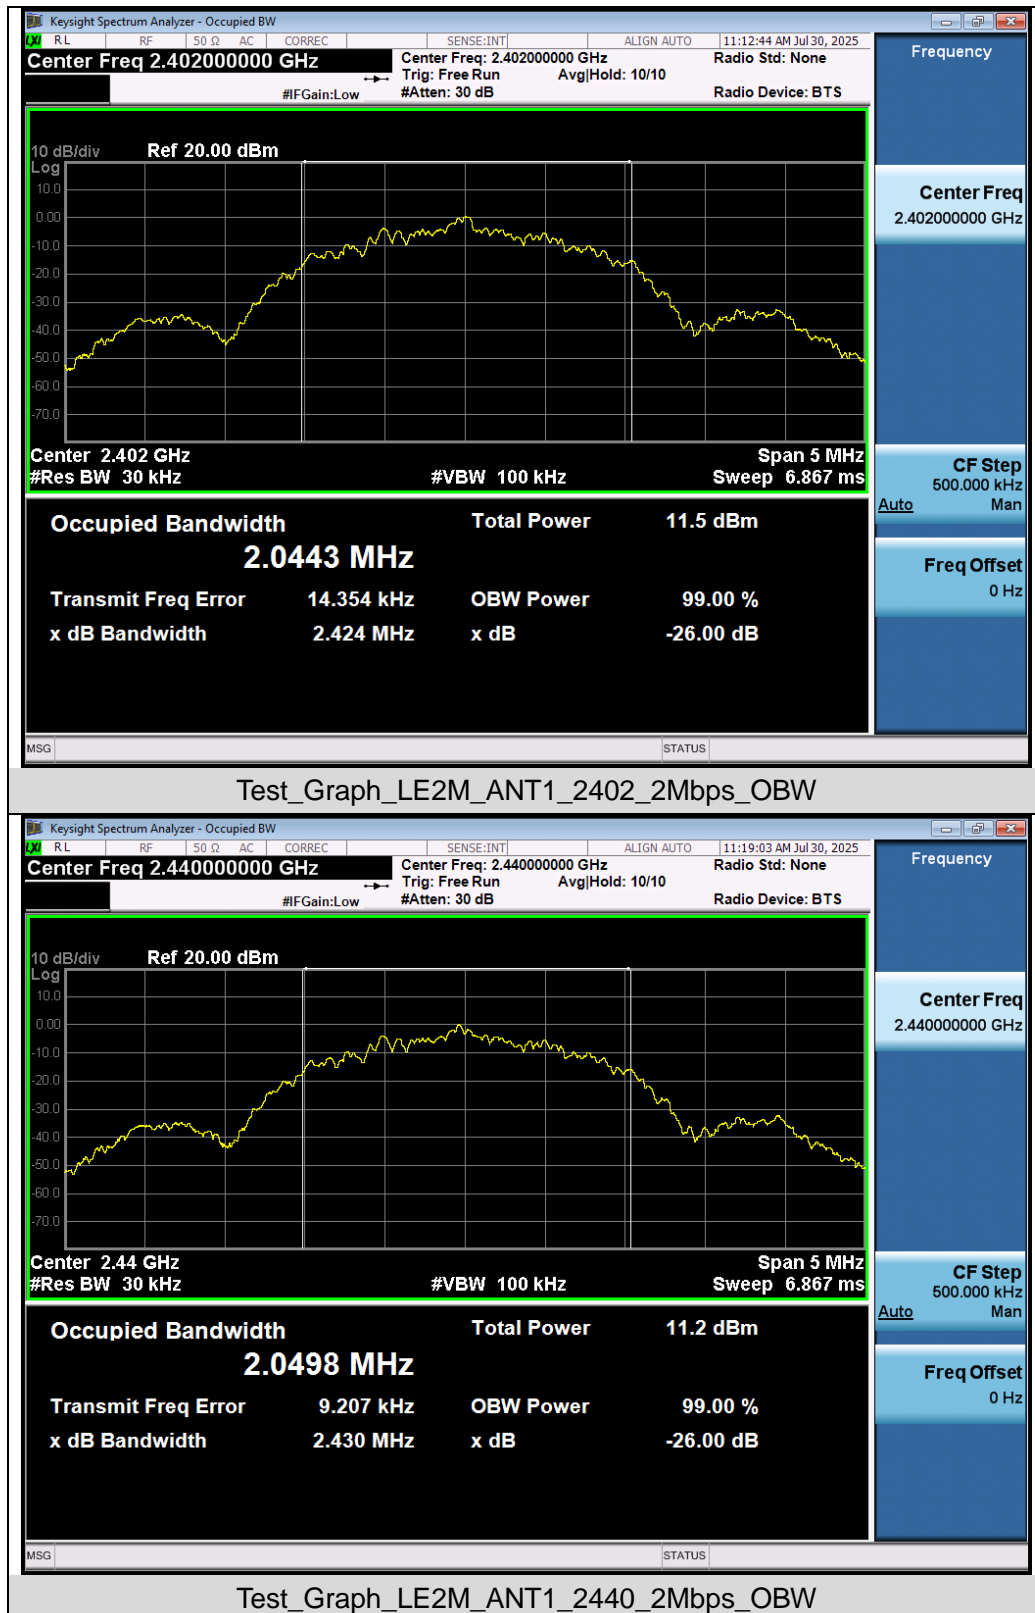 Keysight Spectrum Analyzer - Occupied BW
LXI RL RF 50 Ω AC CORREC SENSE:INT ALIGN AUTO 11:12:44 AM Jul 30, 2025
Center Freq 2.402000000 GHz
Center Freq: 2.402000000 GHz Radio Std: None
Trig: Free Run Avg|Hold: 10/10
#IFGain:Low #Atten: 30 dB Radio Device: BTS
Frequency
10 dB/div Ref 20.00 dBm
Log
10.0
0.00
-10.0
-20.0
-30.0
-40.0
-50.0
-60.0
-70.0
Center 2.402 GHz Span 5 MHz
#Res BW 30 kHz #VBW 100 kHz Sweep 6.867 ms
Center Freq
2.402000000 GHz
CF Step
500.000 kHz
Auto Man
Freq Offset
0 Hz
Occupied Bandwidth Total Power 11.5 dBm
2.0443 MHz
Transmit Freq Error 14.354 kHz OBW Power 99.00 %
x dB Bandwidth 2.424 MHz x dB -26.00 dB
MSG STATUS
Test_Graph_LE2M_ANT1_2402_2Mbps_OBW
Keysight Spectrum Analyzer - Occupied BW
LXI RL RF 50 Ω AC CORREC SENSE:INT ALIGN AUTO 11:19:03 AM Jul 30, 2025
Center Freq 2.440000000 GHz
Center Freq: 2.440000000 GHz Radio Std: None
Trig: Free Run Avg|Hold: 10/10
#IFGain:Low #Atten: 30 dB Radio Device: BTS
Frequency
10 dB/div Ref 20.00 dBm
Log
10.0
0.00
-10.0
-20.0
-30.0
-40.0
-50.0
-60.0
-70.0
Center 2.44 GHz Span 5 MHz
#Res BW 30 kHz #VBW 100 kHz Sweep 6.867 ms
Center Freq
2.440000000 GHz
CF Step
500.000 kHz
Auto Man
Freq Offset
0 Hz
Occupied Bandwidth Total Power 11.2 dBm
2.0498 MHz
Transmit Freq Error 9.207 kHz OBW Power 99.00 %
x dB Bandwidth 2.430 MHz x dB -26.00 dB
MSG STATUS
Test_Graph_LE2M_ANT1_2440_2Mbps_OBW